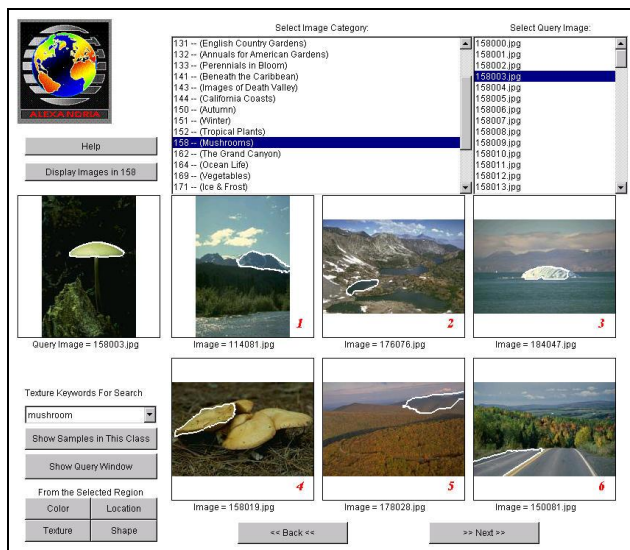 Select Image Category:
Select Query Image:
131 -- (English Country Gardens)
132 -- (Annuals for American Gardens)
133 -- (Perennials in Bloom)
141 -- (Beneath the Caribbean)
143 -- (Images of Death Valley)
144 -- (California Coasts)
150 -- (Autumn)
151 -- (Winter)
152 -- (Tropical Plants)
158 -- (Mushrooms)
162 -- (The Grand Canyon)
164 -- (Ocean Life)
169 -- (Vegetables)
171 -- (Ice & Frost)
158000.jpg
158001.jpg
158002.jpg
158003.jpg
158004.jpg
158005.jpg
158006.jpg
158007.jpg
158008.jpg
158009.jpg
158010.jpg
158011.jpg
158012.jpg
158013.jpg
ALEXANDRIA
Help
Display Images in 158
1
2
3
Query Image = 158003.jpg
Image = 114081.jpg
Image = 176076.jpg
Image = 184047.jpg
Texture Keywords For Search
mushroom
Show Samples in This Class
Show Query Window
From the Selected Region
Color
Location
Texture
Shape
4
5
6
Image = 158019.jpg
Image = 178028.jpg
Image = 150081.jpg
<< Back <<
>> Next >>